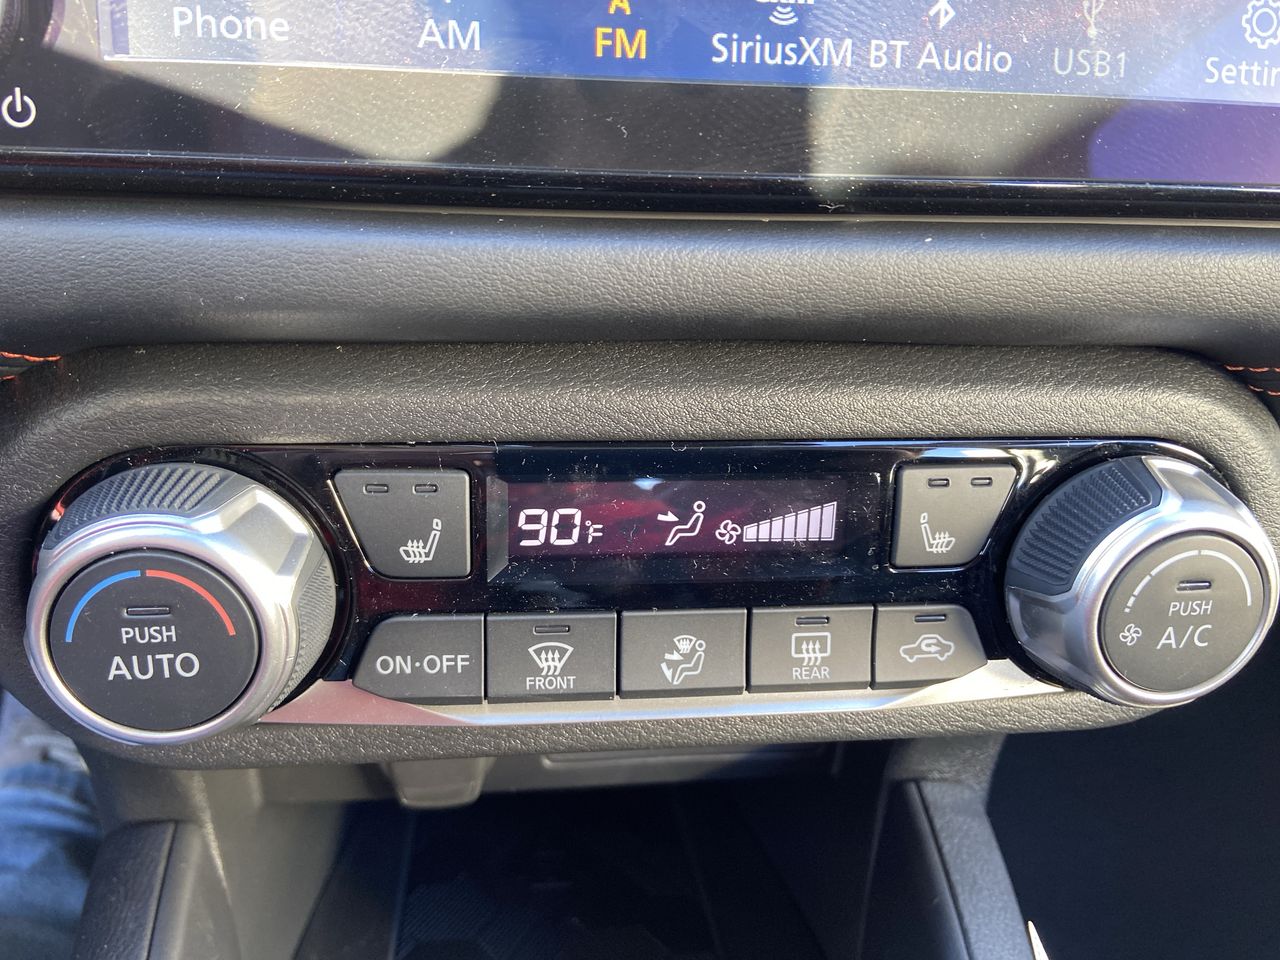 Phone
AM
A
FM
SiriusXM
BT Audio
USB1
90°F
PUSH
AUTO
ON·OFF
FRONT
REAR
PUSH
A/C